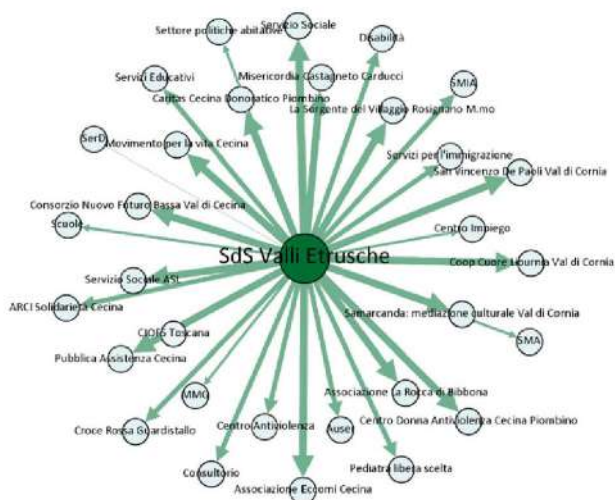 Servizio Sociale
Settore politiche abitative
Disabilità
Servizi Educativi
Misericordia Castagneto Carducci
SMIA
Caritas Cecina Donoratico Piombino
La Sorgente del Villaggio Rosignano M.mo
SerD
Movimento per la vita Cecina
Servizi per l'immigrazione
San Vincenzo De Paoli Val di Cornia
Consorzio Nuovo Futuro Bassa Val di Cecina
Scuole
Centro Impiego
SdS Valli Etrusche
Coop Cuore Liburnia Val di Cornia
Servizio Sociale ASL
ARCI Solidarietà Cecina
Samarcanda: mediazione culturale Val di Cornia
CIOFS Toscana
SMA
Pubblica Assistenza Cecina
MMG
Associazione La Rocca di Bibbona
Croce Rossa Guardistallo
Centro Antiviolenza
Auser
Centro Donna Antiviolenza Cecina Piombino
Consultorio
Pediatra libera scelta
Associazione Eccomi Cecina